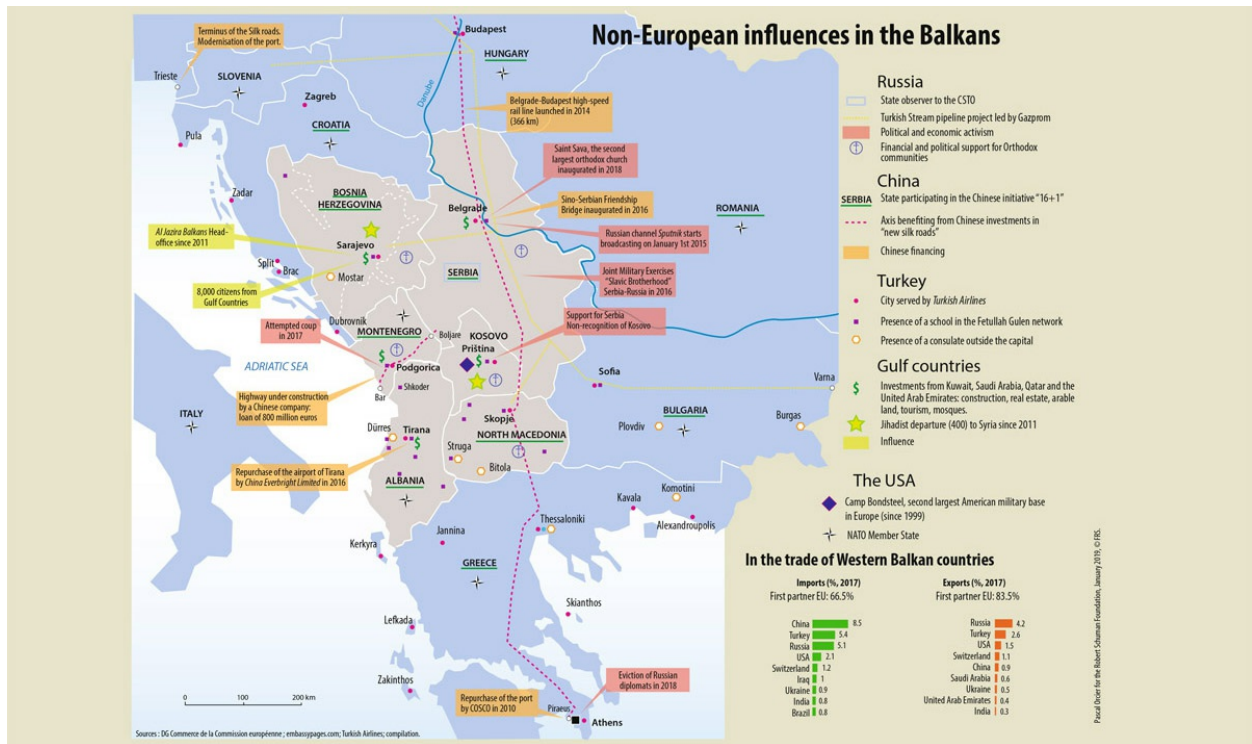 Non-European influences in the Balkans
Terminus of the Silk roads.
Modernisation of the port.
Budapest
HUNGARY
Trieste
SLOVENIA
Zagreb
CROATIA
Danube
Belgrade-Budapest high-speed
rail line launched in 2014
(366 km)
Pula
Saint Sava, the second
largest orthodox church
inaugurated in 2018
Zadar
BOSNIA
HERZEGOVINA
Belgrade
Sino-Serbian Friendship
Bridge inaugurated in 2016
ROMANIA
Al Jazira Balkans Head-
office since 2011
Sarajevo
Russian channel Sputnik starts
broadcasting on January 1st 2015
Split
Brac
Mostar
SERBIA
Joint Military Exercises
"Slavic Brotherhood"
Serbia-Russia in 2016
8,000 citizens from
Gulf Countries
Dubrovnik
Attempted coup
in 2017
MONTENEGRO
Boljare
KOSOVO
Priština
Support for Serbia
Non-recognition of Kosovo
ADRIATIC SEA
Podgorica
Shkoder
Bar
Sofia
Varna
Highway under construction
by a Chinese company:
loan of 800 million euros
ITALY
BULGARIA
Burgas
Plovdiv
Skopje
NORTH MACEDONIA
Dürres
Tirana
Struga
Bitola
Repurchase of the airport of Tirana
by China Everbright Limited in 2016
ALBANIA
Komotini
Kavala
Alexandroupolis
Thessaloniki
Jannina
Kerkyra
GREECE
Skianthos
Lefkada
Zakinthos
Eviction of Russian
diplomats in 2018
Repurchase of the port
by COSCO in 2010
Piraeus
Athens
0 100 200 km
Sources : DG Commerce de la Commission européenne ; embassypages.com; Turkish Airlines; compilation.
Russia
State observer to the CSTO
Turkish Stream pipeline project led by Gazprom
Political and economic activism
Financial and political support for Orthodox
communities
China
SERBIA State participating in the Chinese initiative "16+1"
Axis benefiting from Chinese investments in
"new silk roads"
Chinese financing
Turkey
City served by Turkish Airlines
Presence of a school in the Fetullah Gulen network
Presence of a consulate outside the capital
Gulf countries
$ Investments from Kuwait, Saudi Arabia, Qatar and the
United Arab Emirates: construction, real estate, arable
land, tourism, mosques.
Jihadist departure (400) to Syria since 2011
Influence
The USA
Camp Bondsteel, second largest American military base
in Europe (since 1999)
NATO Member State
In the trade of Western Balkan countries
Imports (%, 2017)
First partner EU: 66.5%
China 8.5
Turkey 5.4
Russia 5.1
USA 2.1
Switzerland 1.2
Iraq 1
Ukraine 0.9
India 0.8
Brazil 0.8
Exports (%, 2017)
First partner EU: 83.5%
Russia 4.2
Turkey 2.6
USA 1.5
Switzerland 1.1
China 0.9
Saudi Arabia 0.6
Ukraine 0.5
United Arab Emirates 0.4
India 0.3
Pascal Orcier for the Robert Schuman Foundation, January 2019, © FRS.